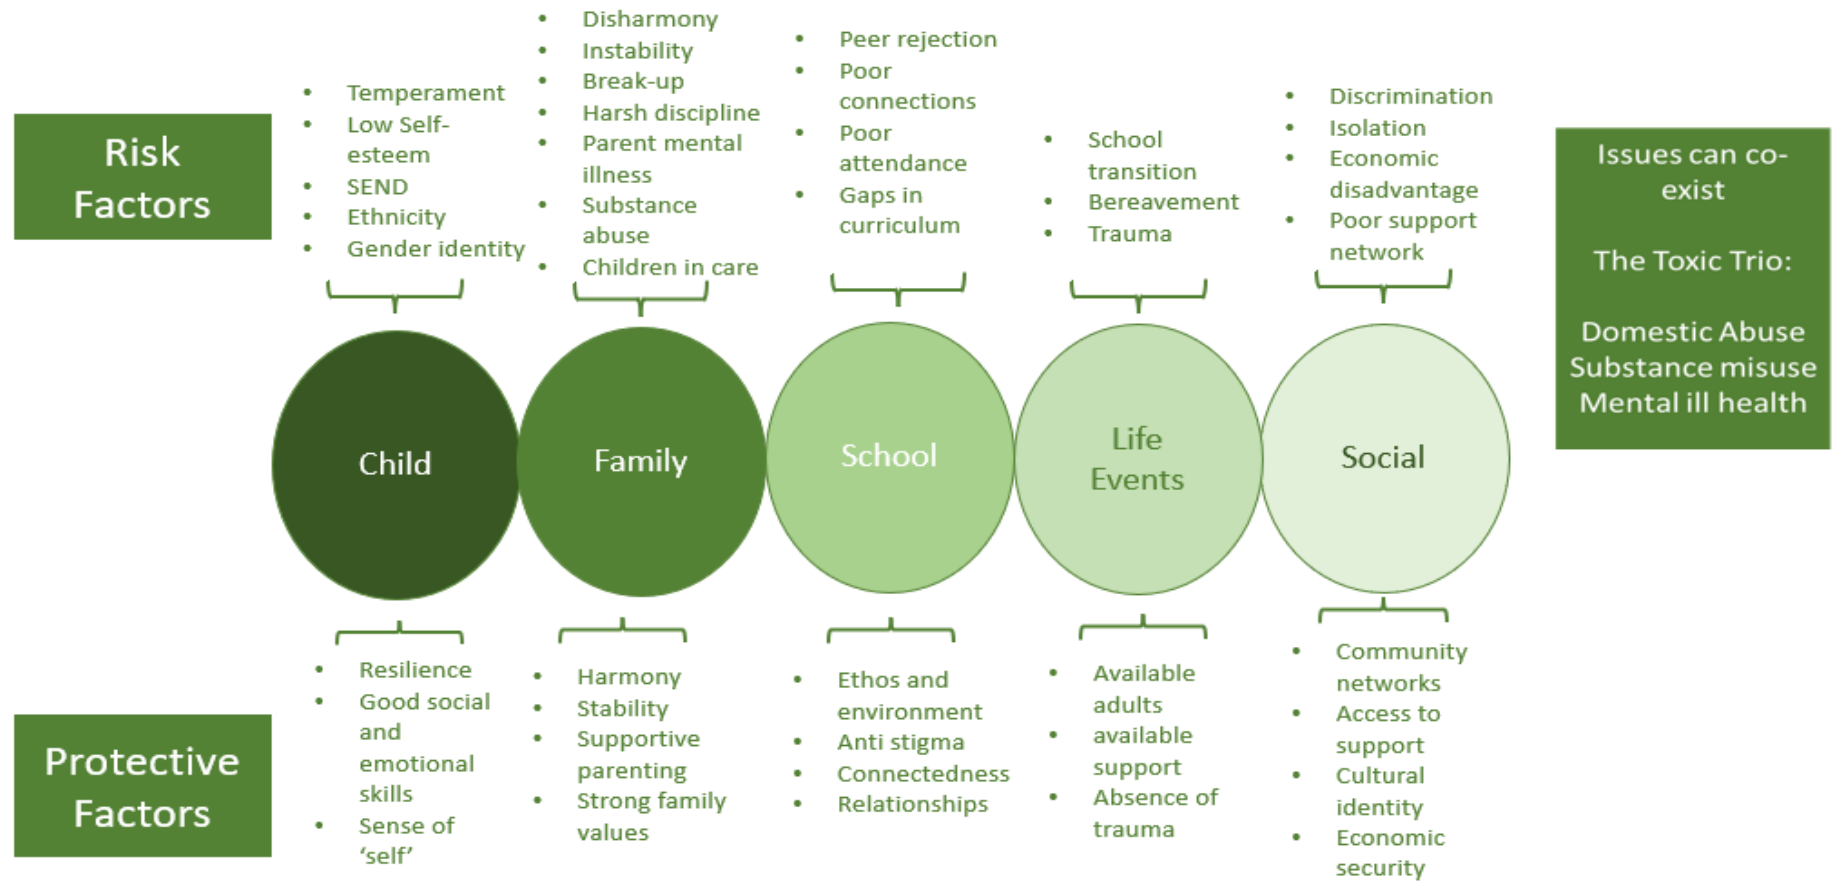 Risk
Factors
• Temperament
• Low Self-
esteem
• SEND
• Ethnicity
• Gender identity
• Disharmony
• Instability
• Break-up
• Harsh discipline
• Parent mental
illness
• Substance
abuse
• Children in care
• Peer rejection
• Poor
connections
• Poor
attendance
• Gaps in
curriculum
• School
transition
• Bereavement
• Trauma
• Discrimination
• Isolation
• Economic
disadvantage
• Poor support
network
Issues can co-
exist
The Toxic Trio:
Domestic Abuse
Substance misuse
Mental ill health
Child
Family
School
Life
Events
Social
Protective
Factors
• Resilience
• Good social
and
emotional
skills
• Sense of
‘self’
• Harmony
• Stability
• Supportive
parenting
• Strong family
values
• Ethos and
environment
• Anti stigma
• Connectedness
• Relationships
• Available
adults
• available
support
• Absence of
trauma
• Community
networks
• Access to
support
• Cultural
identity
• Economic
security